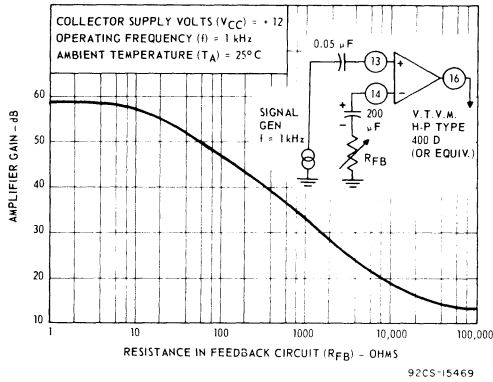 COLLECTOR SUPPLY VOLTS (VCC) = +12
OPERATING FREQUENCY (f) = 1 kHz
AMBIENT TEMPERATURE (TA) = 25°C
0.05 µF
13
+
16
14
−
+
200
µF
−
SIGNAL
GEN
f = 1kHz
RFB
V.T.V.M.
H-P TYPE
400 D
(OR EQUIV.)
AMPLIFIER GAIN - dB
60
50
40
30
20
10
1
10
100
1000
10,000
100,000
RESISTANCE IN FEEDBACK CIRCUIT (RFB) - OHMS
92CS-15469